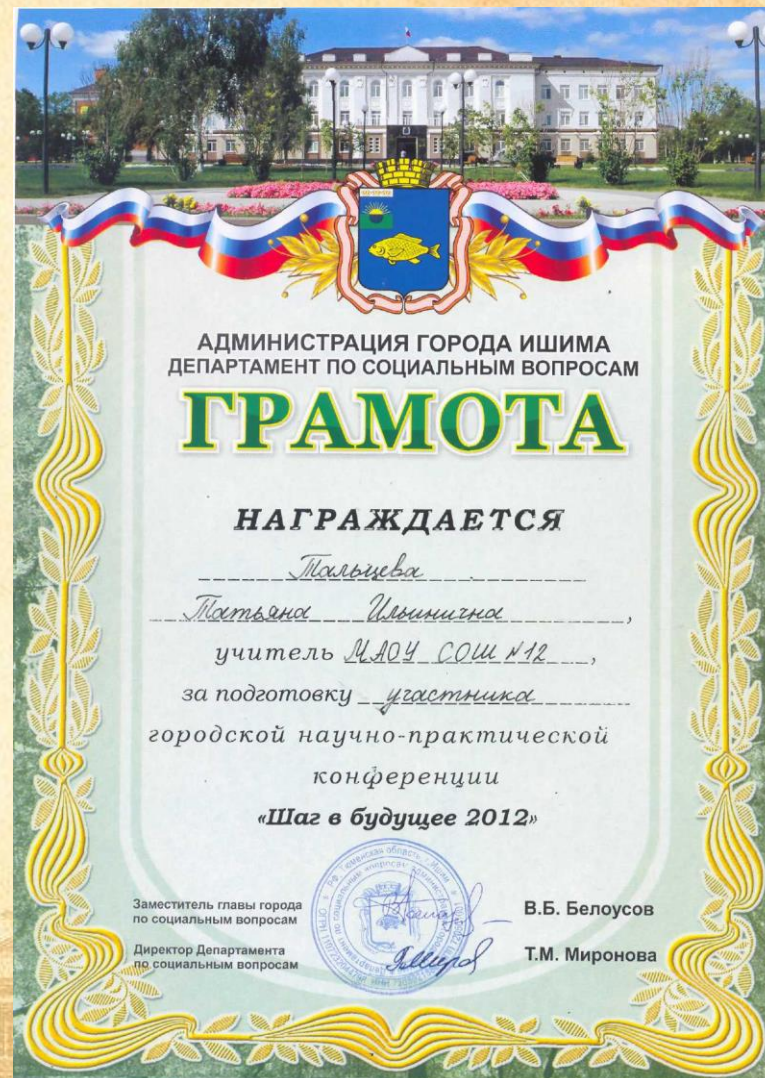 АДМИНИСТРАЦИЯ ГОРОДА ИШИМА
ДЕПАРТАМЕНТ ПО СОЦИАЛЬНЫМ ВОПРОСАМ
ГРАМОТА
НАГРАЖДАЕТСЯ
Тальцева
Татьяна Ильинична,
учитель МАОУ СОШ №12,
за подготовку участника
городской научно-практической
конференции
«Шаг в будущее 2012»
Заместитель главы города
по социальным вопросам
В.Б. Белоусов
Директор Департамента
по социальным вопросам
Т.М. Миронова